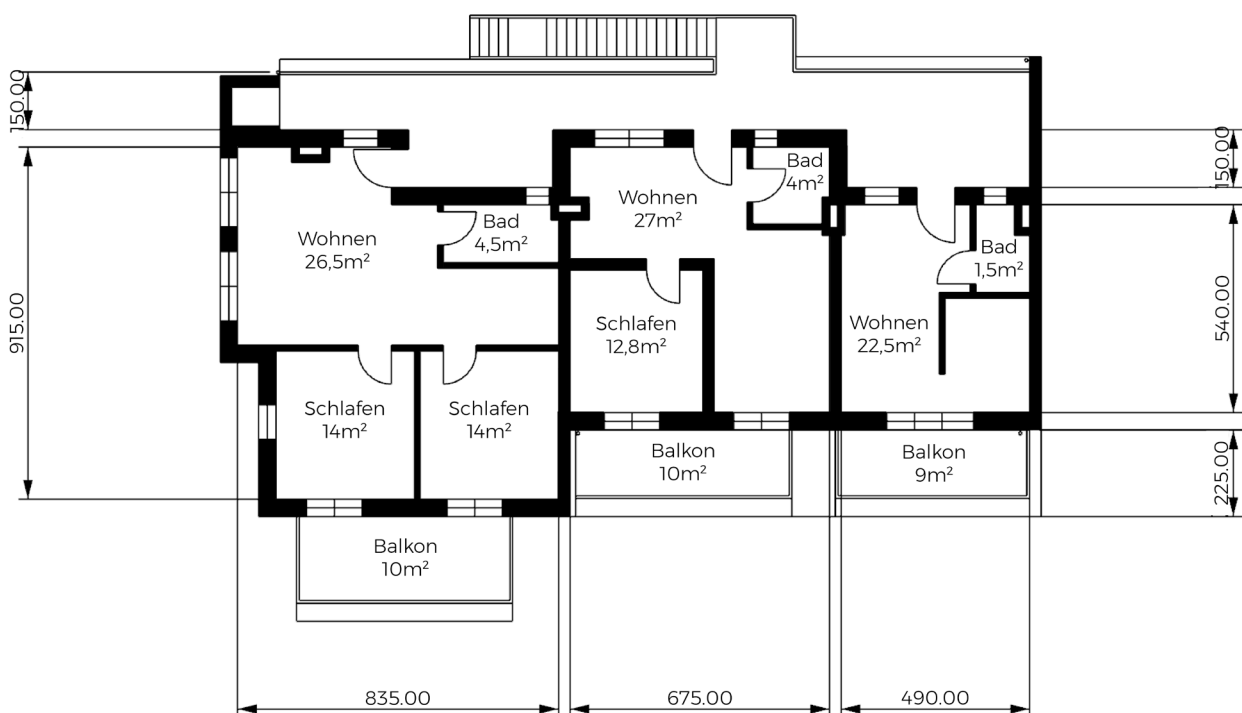 150.00
150.00
Bad
4m²
Wohnen
27m²
Bad
4,5m²
Wohnen
26,5m²
Bad
1,5m²
915.00
540.00
Schlafen
12,8m²
Wohnen
22,5m²
Schlafen
14m²
Schlafen
14m²
Balkon
10m²
Balkon
9m²
225.00
Balkon
10m²
835.00
675.00
490.00